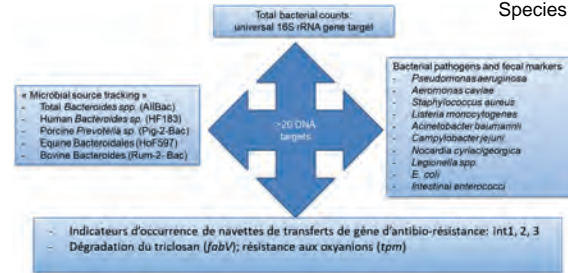 Species
Total bacterial counts:
universal 16S rRNA gene target
« Microbial source tracking »
- Total Bacteroides spp. (AllBac)
- Human Bacteroides sp. (HF183)
- Porcine Prevotella sp. (Pig-2-Bac)
- Equine Bacteroidales (HoF597)
- Bovine Bacteroides (Rum-2- Bac)
~20 DNA
targets
Bacterial pathogens and fecal markers
- Pseudomonas aeruginosa
- Aeromonas caviae
- Staphylococcus aureus
- Listeria monocytogenes
- Acinetobacter baumannii
- Campylobacter jejuni
- Nocardia cyriacigeorgica
- Legionella spp.
- E. coli
- Intestinal enterococci
- Indicateurs d'occurrence de navettes de transferts de gêne d'antibio-résistance: int1, 2, 3
- Dégradation du triclosan (fabV); résistance aux oxyanions (tpm)